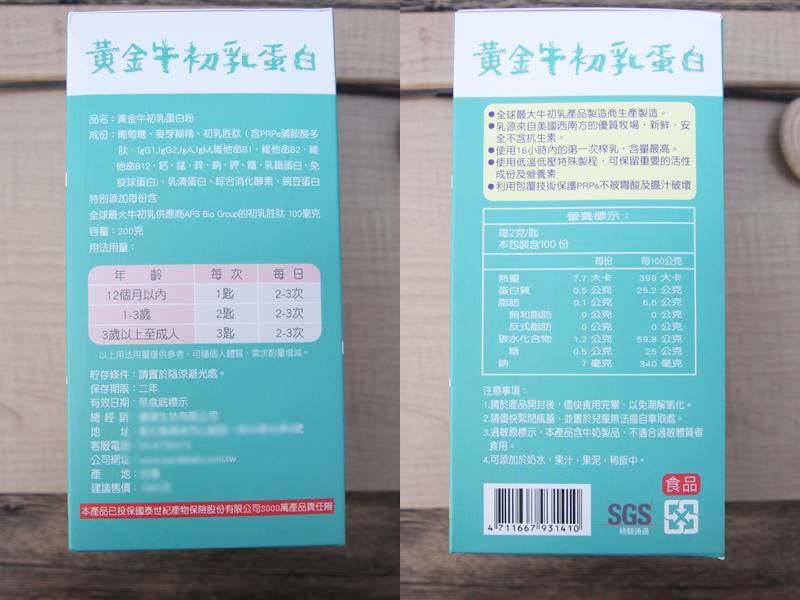 黃金牛初乳蛋白
品名：黃金牛初乳蛋白粉
成份：葡萄糖、麥芽糊精、初乳胜肽（含PRPs脯胺酸多
肽，IgG1,IgG2,IgA,IgM,維他命B1，維他命B2，維
他命B12，鈣，錳，鋅，鈉，鉀，鐵，乳鐵蛋白，免
疫球蛋白）、乳清蛋白、綜合消化酵素、豌豆蛋白
特別添加每份含
全球最大牛初乳供應商APS Bio Group的初乳胜肽 100毫克
容量：200克
用法用量：
年 齡 每 次 每 日
12個月以內 1匙 2-3次
1-3歲 2匙 2-3次
3歲以上至成人 3匙 2-3次
以上用法用量僅供參考，可隨個人體質，需求酌量增減。
貯存條件：請置於陰涼避光處。
保存期限：二年
有效日期：見盒底標示
總 經 銷
地 址
客服電
公司網址 .tw
產 地
建議售價：
本產品已投保國泰世紀產物保險股份有限公司3000萬產品責任險
黃金牛初乳蛋白
●全球最大牛初乳產品製造商生產製造。
●乳源來自美國西南方的優質牧場，新鮮，安
全不含抗生素。
●使用16小時內的第一次榨乳，含量最高。
●使用低溫低壓特殊製程，可保留重要的活性
成份及營養素
●利用包覆技術保護PRPs不被胃酸及膽汁破壞
營養標示：
每2克/匙
本包裝含100 份
每份 每100公克
熱量 7.7 大卡 399 大卡
蛋白質 0.5 公克 25.2 公克
脂肪 0.1 公克 6.6 公克
飽和脂肪 0 公克 0 公克
反式脂肪 0 公克 0 公克
碳水化合物 1.2 公克 59.8 公克
糖 0.5 公克 25 公克
鈉 7 毫克 340 毫克
注意事項：
1.請於產品開封後，儘快食用完畢，以免潮解氧化。
2.請儘快緊閉瓶蓋，並置於兒童無法擅自拿取處。
3.過敏原標示，本產品含牛奶製品，不適合過敏體質者
食用。
4.可添加於奶水，果汁，果泥，稀飯中。
食品
4 711667 931410
SGS
檢驗通過